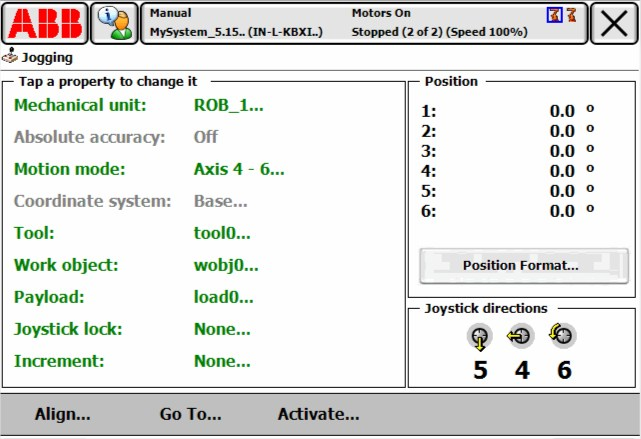 ABB
Manual Motors On
MySystem_5.15.. (IN-L-KBXI..) Stopped (2 of 2) (Speed 100%)
Jogging
Tap a property to change it
Mechanical unit: ROB_1...
Absolute accuracy: Off
Motion mode: Axis 4 - 6...
Coordinate system: Base...
Tool: tool0...
Work object: wobj0...
Payload: load0...
Joystick lock: None...
Increment: None...
Position
1: 0.0 º
2: 0.0 º
3: 0.0 º
4: 0.0 º
5: 0.0 º
6: 0.0 º
Position Format...
Joystick directions
5 4 6
Align... Go To... Activate...